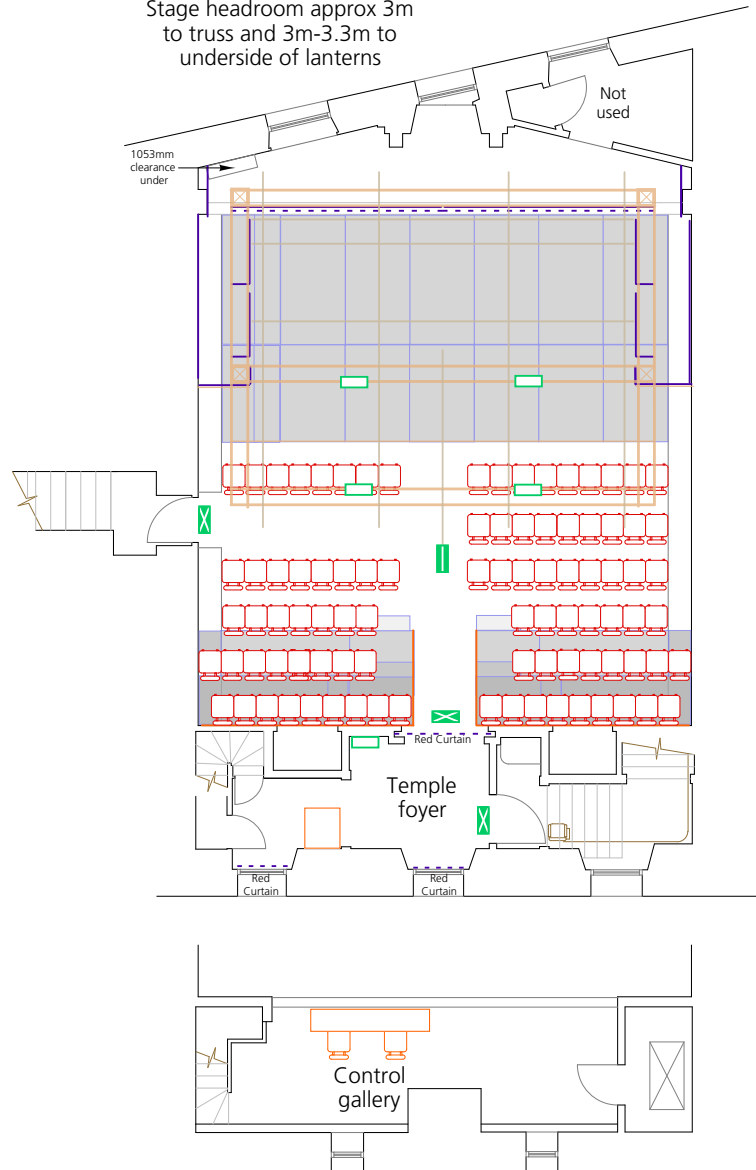 Stage headroom approx 3m
to truss and 3m-3.3m to
underside of lanterns
Not
used
1053mm
clearance
under
Red Curtain
Temple
foyer
Red
Curtain
Red
Curtain
Control
gallery